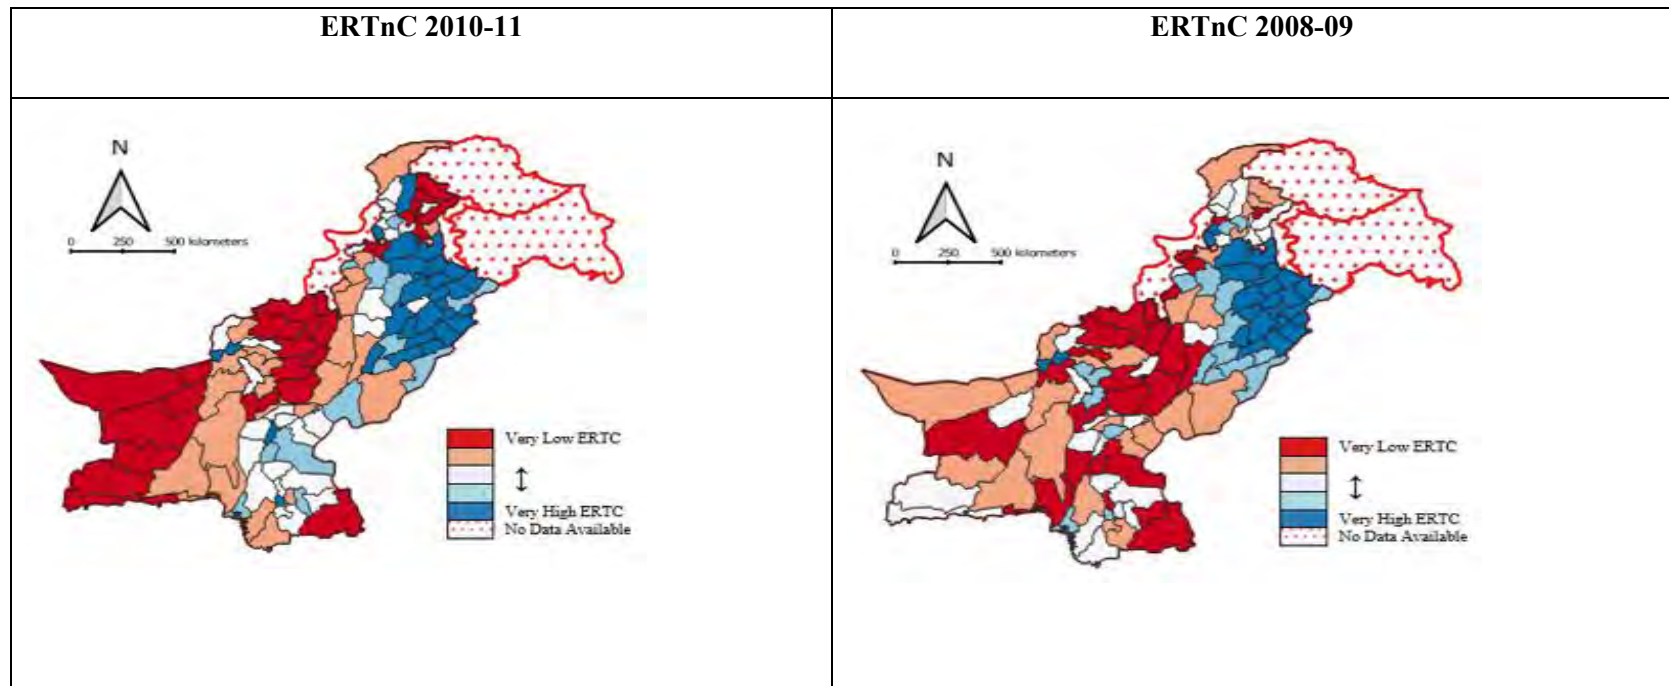 ERTnC 2010-11
ERTnC 2008-09
N
0 250 500 kilometers
Very Low ERTC
↕
Very High ERTC
No Data Available
N
0 250 500 kilometers
Very Low ERTC
↕
Very High ERTC
No Data Available